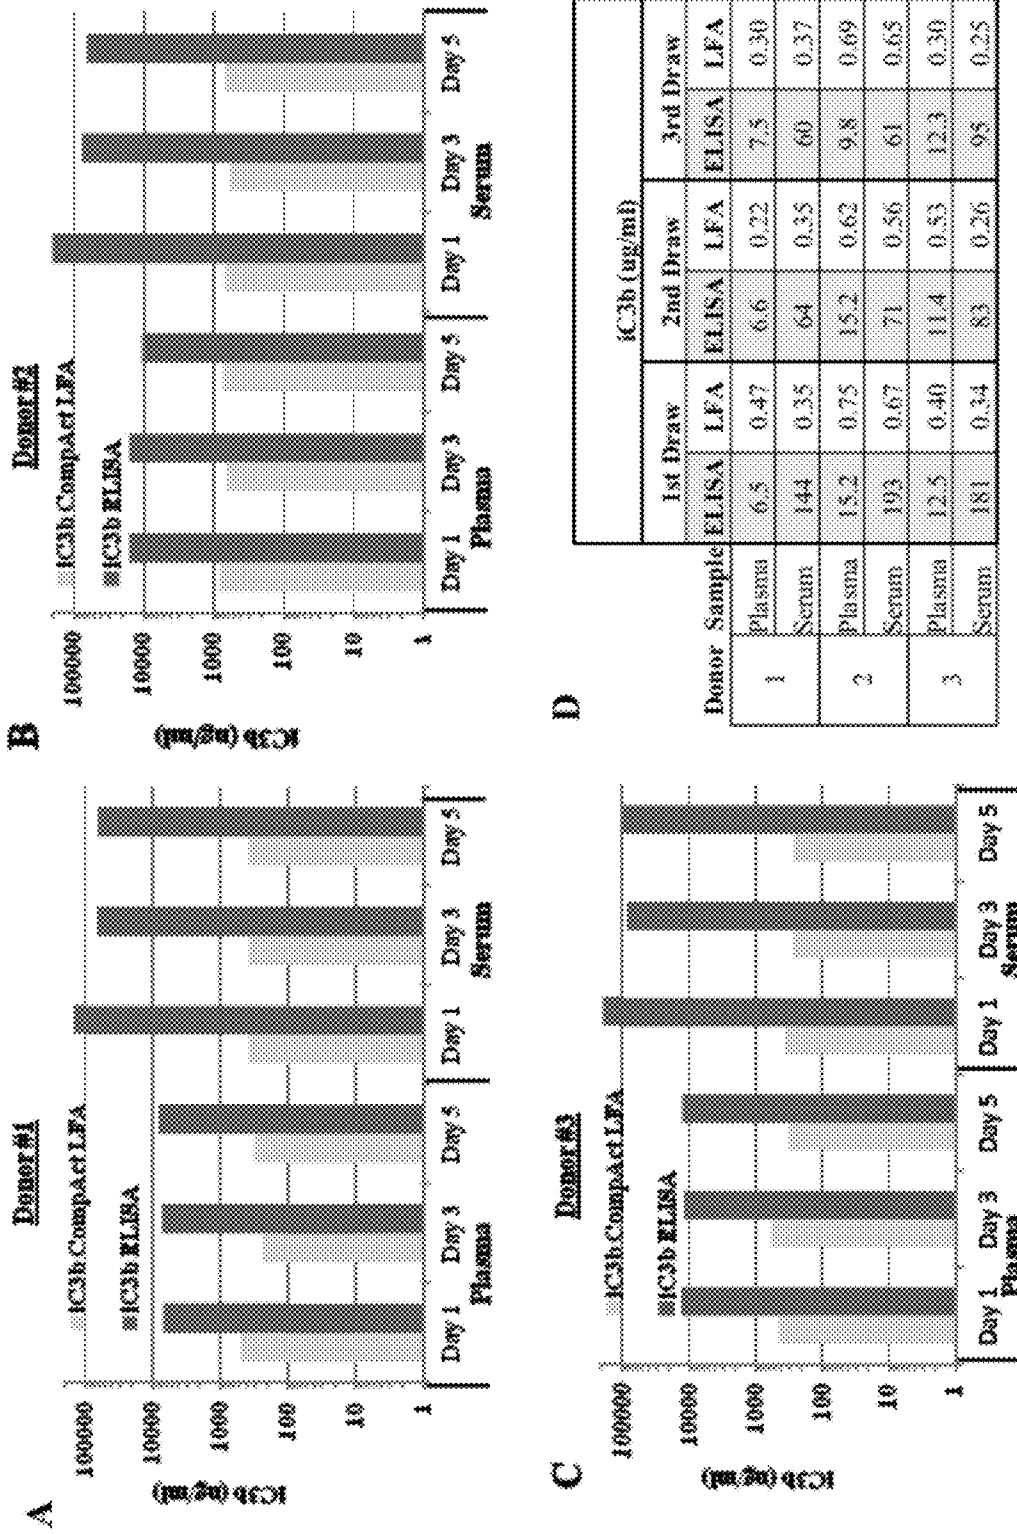 A
Donor #1
iC3b CompAct LFA
iC3b ELISA
iC3b (ng/ml)
100000
10000
1000
100
10
1
Day 1 Day 3 Day 5 Day 1 Day 3 Day 5
Plasma Serum
B
Donor #2
iC3b CompAct LFA
iC3b ELISA
iC3b (ng/ml)
100000
10000
1000
100
10
1
Day 1 Day 3 Day 5 Day 1 Day 3 Day 5
Plasma Serum
C
Donor #3
iC3b CompAct LFA
iC3b ELISA
iC3b (ng/ml)
100000
10000
1000
100
10
1
Day 1 Day 3 Day 5 Day 1 Day 3 Day 5
Plasma Serum
D
iC3b (ug/ml)
1st Draw 2nd Draw 3rd Draw
Donor Sample ELISA LFA ELISA LFA ELISA LFA
1 Plasma 6.5 0.47 6.6 0.22 7.5 0.30
Serum 144 0.35 64 0.35 60 0.37
2 Plasma 15.2 0.75 15.2 0.62 9.8 0.69
Serum 193 0.67 71 0.56 61 0.65
3 Plasma 12.5 0.40 11.4 0.53 12.3 0.30
Serum 181 0.34 83 0.26 95 0.25